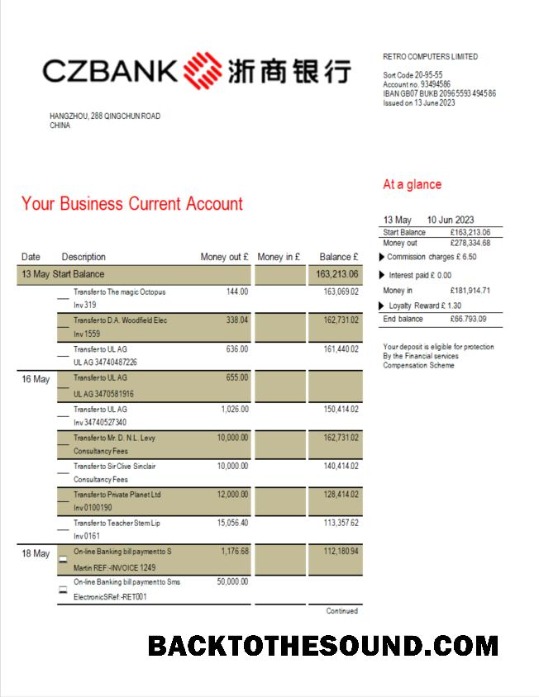 CZBANK 浙商银行
HANGZHOU, 288 QINGCHUN ROAD
CHINA
RETRO COMPUTERS LIMITED
Sort Code 20-95-55
Account no. 93494586
IBAN GB07 BUKB 20965593 494586
Issued on 13 June 2023
At a glance
13 May 10 Jun 2023
Start Balance £163,213.06
Money out £278,334.68
Commission charges £ 6.50
Interest paid £ 0.00
Money in £181,914.71
Loyalty Reward £ 1.30
End balance £66.793.09
Your deposit is eligible for protection
By the Financial services
Compensation Scheme
Your Business Current Account
Date Description Money out £ Money in £ Balance £
13 May Start Balance 163,213.06
Transfer to The magic Octopus 144.00 163,069.02
Inv 319
Transfer to D.A. Woodfield Elec 338.04 162,731.02
Inv 1559
Transfer to UL AG 636.00 161,440.02
UL AG 34740487226
16 May Transfer to UL AG 655.00
UL AG 3470581916
Transfer to UL AG 1,026.00 150,414.02
Inv 34740527340
Transfer to Mr. D. N.L. Levy 10,000.00 162,731.02
Consultancy Fees
Transfer to Sir Clive Sinclair 10,000.00 140,414.02
Consultancy Fees
Transfer to Private Planet Ltd 12,000.00 128,414.02
Inv 0100190
Transfer to Teacher Stem Lip 15,056.40 113,357.62
Inv 0161
18 May On-line Banking bill payment to S 1,176.68 112,180.94
Martin REF:-INVOICE 1249
On-line Banking bill payment to Sms 50,000.00
ElectronicSRef:-RET001
Continued
BACKTOTHESOUND.COM